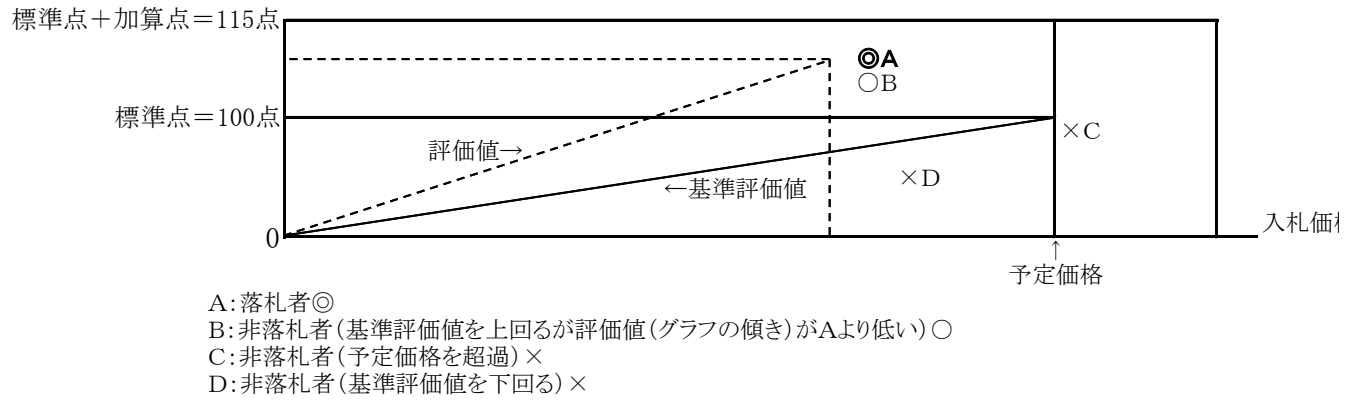 標準点+加算点=115点
◎A
○B
標準点=100点
×C
評価値→
×D
←基準評価値
0
入札価格
↑
予定価格
A:落札者◎
B:非落札者(基準評価値を上回るが評価値(グラフの傾き)がAより低い)○
C:非落札者(予定価格を超過)×
D:非落札者(基準評価値を下回る)×